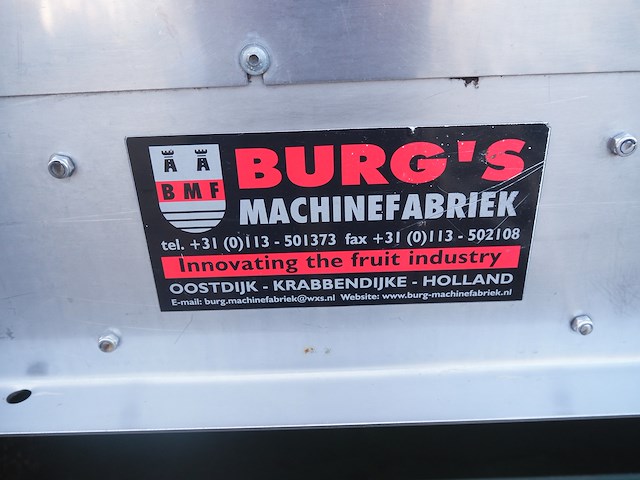 BMF
BURG'S
MACHINEFABRIEK
tel. +31 (0)113 - 501373 fax +31 (0)113 - 502108
Innovating the fruit industry
OOSTDIJK - KRABBENDIJKE - HOLLAND
E-mail: burg.machinefabriek@wxs.nl Website: www.burg-machinefabriek.nl